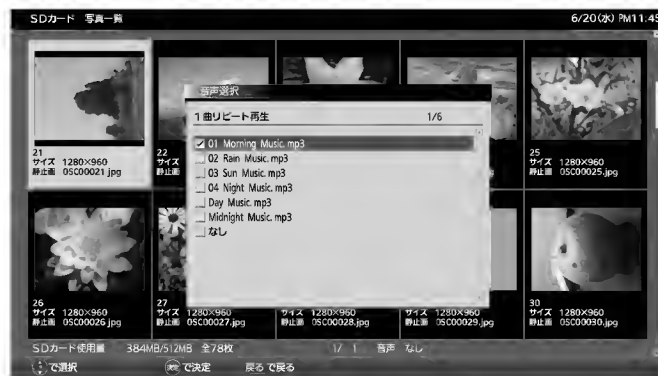 SDカード 写真一覧 6/20(水) PM11:45
音声選択
1曲リピート再生 1/6
01 Morning Music.mp3
02 Rain Music.mp3
03 Sun Music.mp3
04 Night Music.mp3
Day Music.mp3
Midnight Music.mp3
なし
21
サイズ 1280×960
静止画 0SC00021.jpg
22
サイズ
静止画
25
サイズ 1280×960
静止画 0SC00025.jpg
26
サイズ 1280×960
静止画 0SC00026.jpg
27
サイズ 1280×960
静止画 0SC00027.jpg
サイズ 1280×960
静止画 0SC00028.jpg
サイズ 1280×960
静止画 0SC00029.jpg
30
サイズ 1280×960
静止画 0SC00030.jpg
SDカード使用量 384MB/512MB 全78枚 1/ 1 音声 なし
で選択 で決定 戻る で戻る